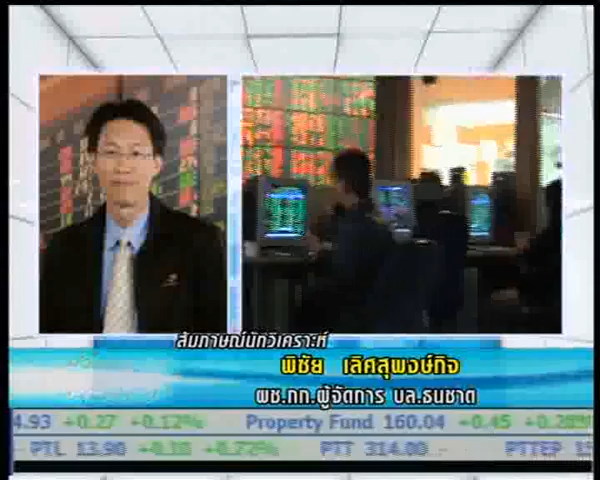 สัมภาษณ์นักวิเคราะห์
พิชัย เลิศสุพงษ์กิจ
ผช.กก.ผู้จัดการ บล.ธนชาต
4.93 +0.27 +0.12% Property Fund 160.04 +0.45 +0.28%
PTL 13.90 +0.10 +0.72% PTT 314.00 - PTTEP